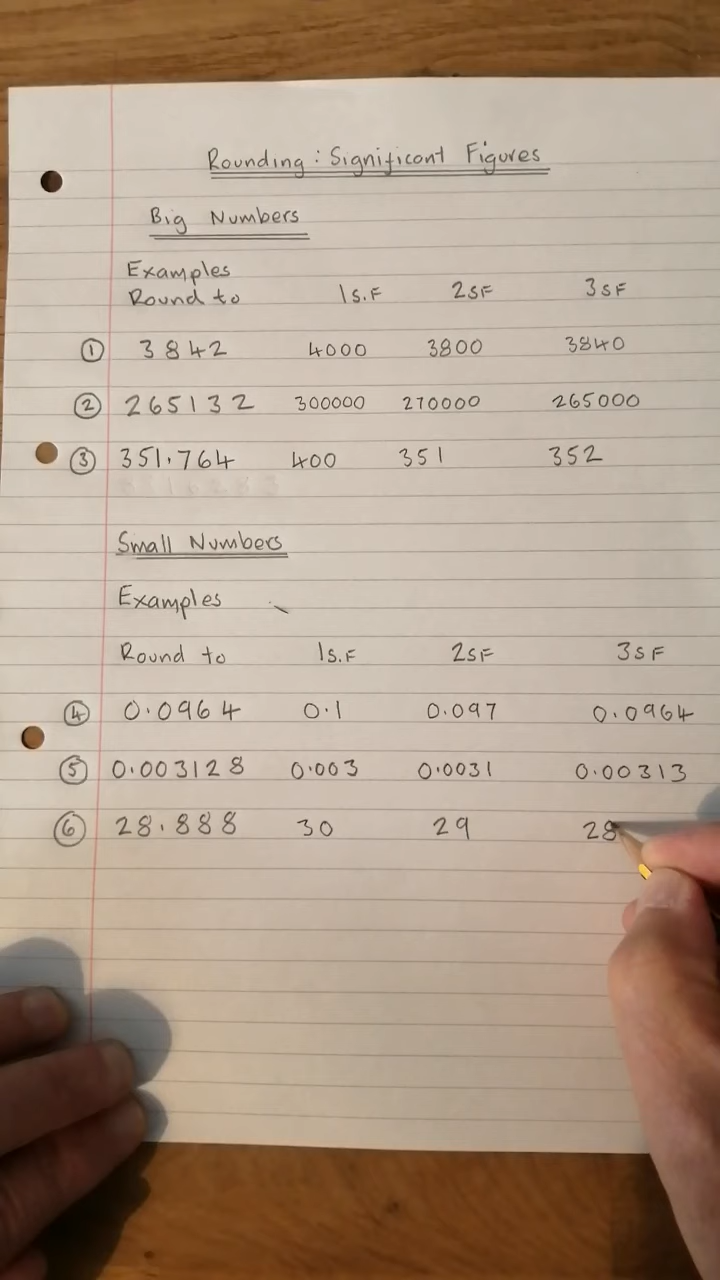 Rounding : Significant Figures
Big Numbers
Examples
Round to 1s.F 2SF 3SF
① 3842 4000 3800 3840
② 265132 300000 270000 265000
③ 351.764 400 351 352
Small Numbers
Examples
Round to 1s.F 2SF 3SF
④ 0.0964 0.1 0.097 0.0964
⑤ 0.003128 0.003 0.0031 0.00313
⑥ 28.888 30 29 28